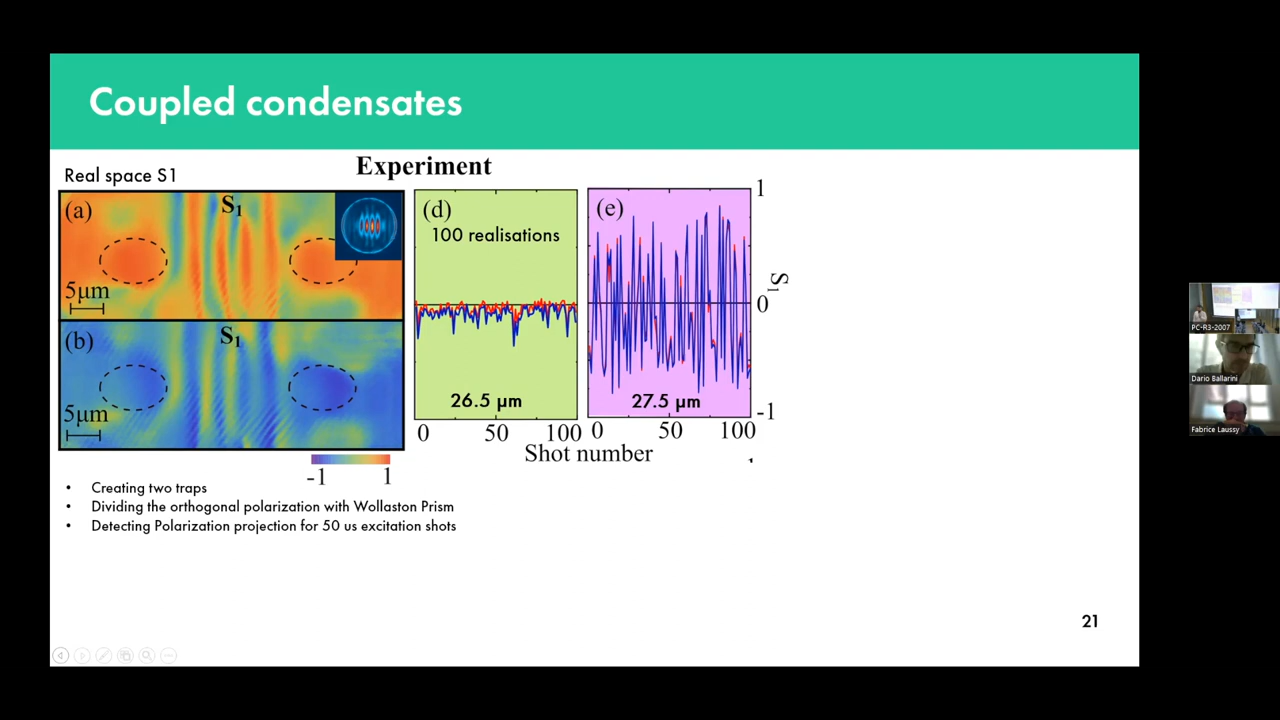 Coupled condensates
Experiment
Real space S1
(a)
S1
5μm
(b)
S1
5μm
-1
1
(d)
100 realisations
26.5 μm
0
50
100
(e)
27.5 μm
0
50
100
Shot number
1
0
-1
S1
• Creating two traps
• Dividing the orthogonal polarization with Wollaston Prism
• Detecting Polarization projection for 50 us excitation shots
21
PC-R3-2007
Dario Ballarini
Fabrice Laussy